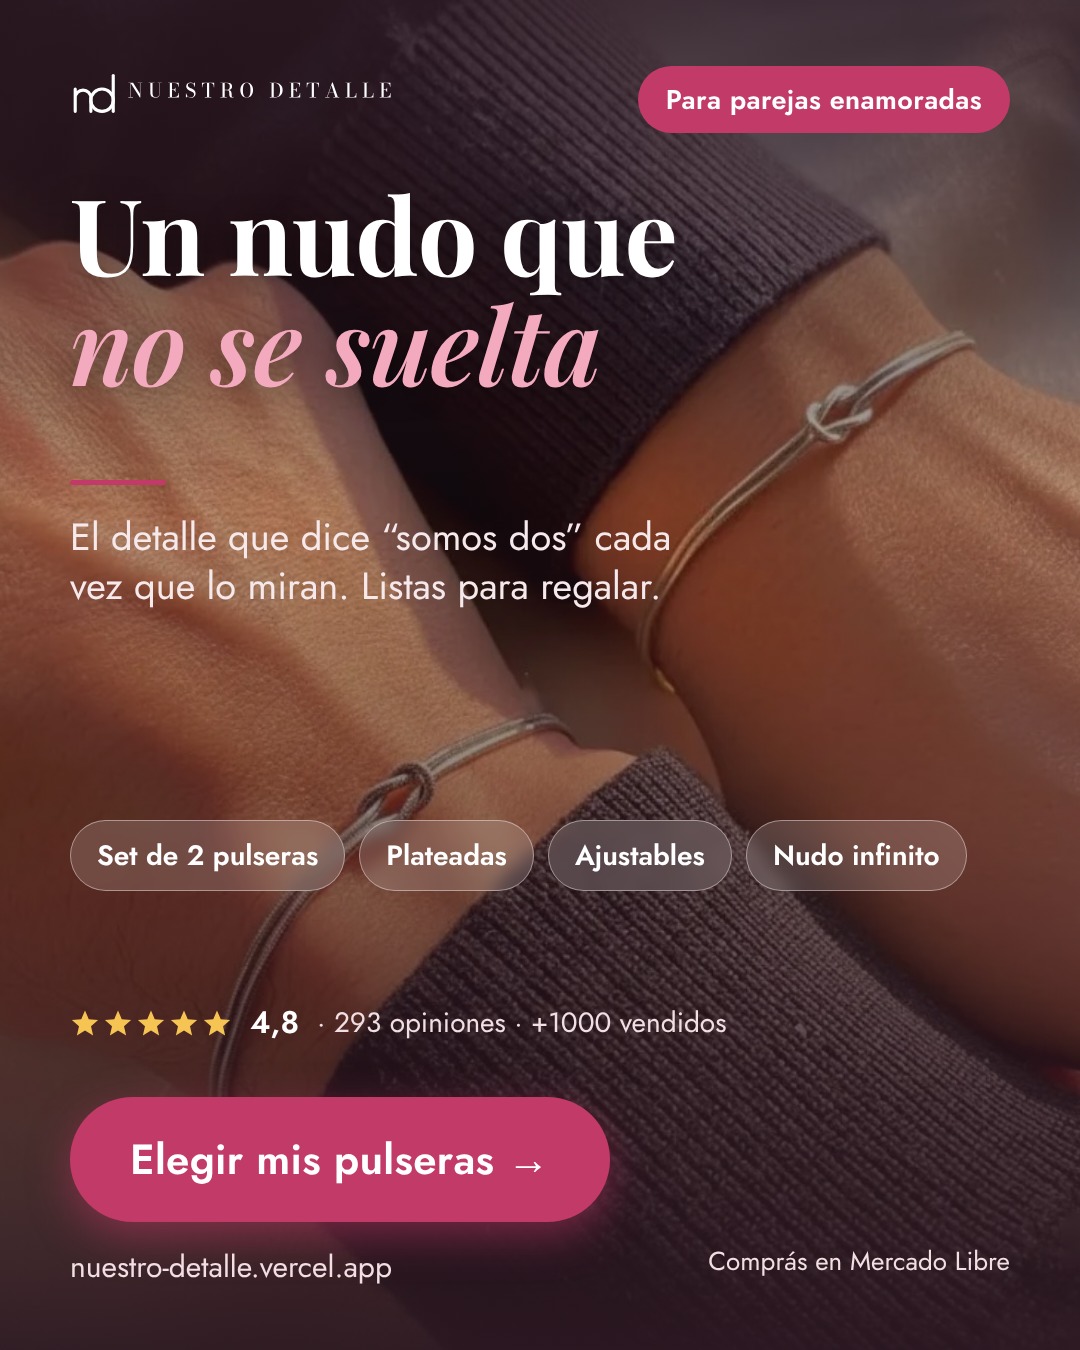 nd NUESTRO DETALLE
Para parejas enamoradas
Un nudo que
no se suelta
El detalle que dice “somos dos” cada
vez que lo miran. Listas para regalar.
Set de 2 pulseras
Plateadas
Ajustables
Nudo infinito
4,8 · 293 opiniones · +1000 vendidos
Elegir mis pulseras →
nuestro-detalle.vercel.app
Comprás en Mercado Libre